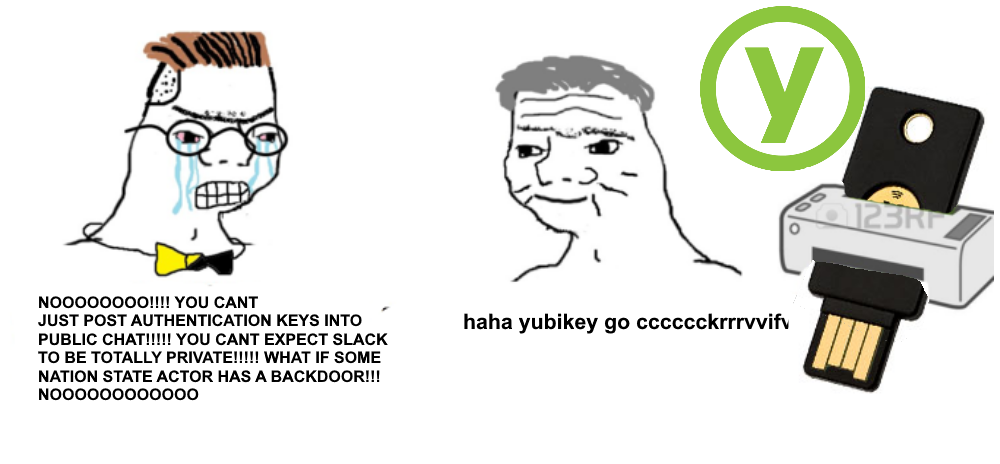 NOOOOOOOO!!!! YOU CANT
JUST POST AUTHENTICATION KEYS INTO
PUBLIC CHAT!!!!! YOU CANT EXPECT SLACK
TO BE TOTALLY PRIVATE!!!!! WHAT IF SOME
NATION STATE ACTOR HAS A BACKDOOR!!!
NOOOOOOOOOOOO
haha yubikey go cccccckrrrvvifv
y
123RF